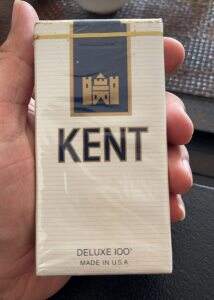 KENT
DELUXE 100's
MADE IN U.S.A.